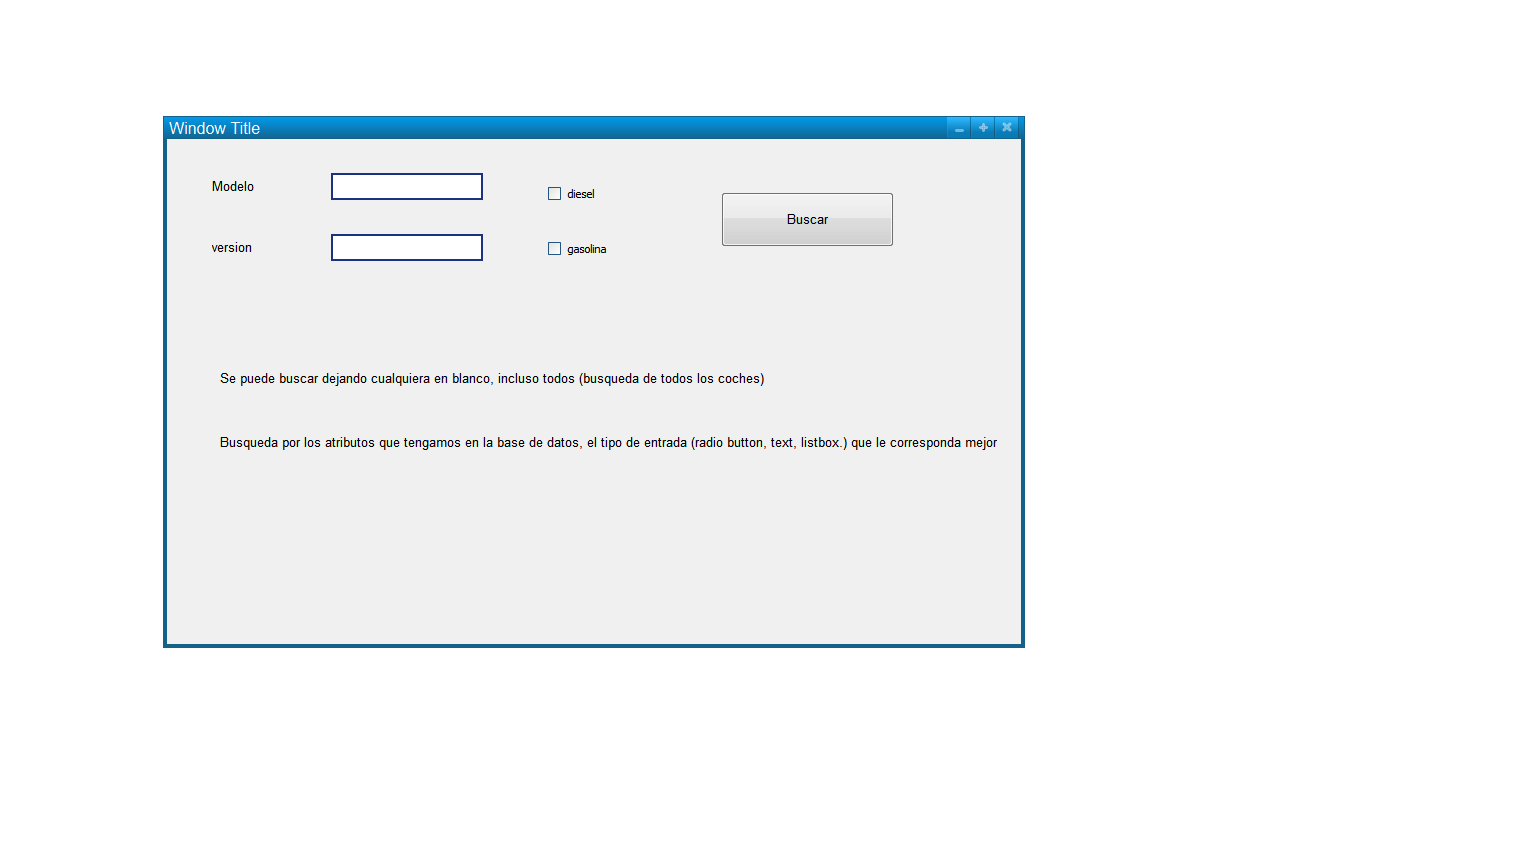 Window Title
Modelo
diesel
Buscar
version
gasolina
Se puede buscar dejando cualquiera en blanco, incluso todos (busqueda de todos los coches)
Busqueda por los atributos que tengamos en la base de datos, el tipo de entrada (radio button, text, listbox.) que le corresponda mejor